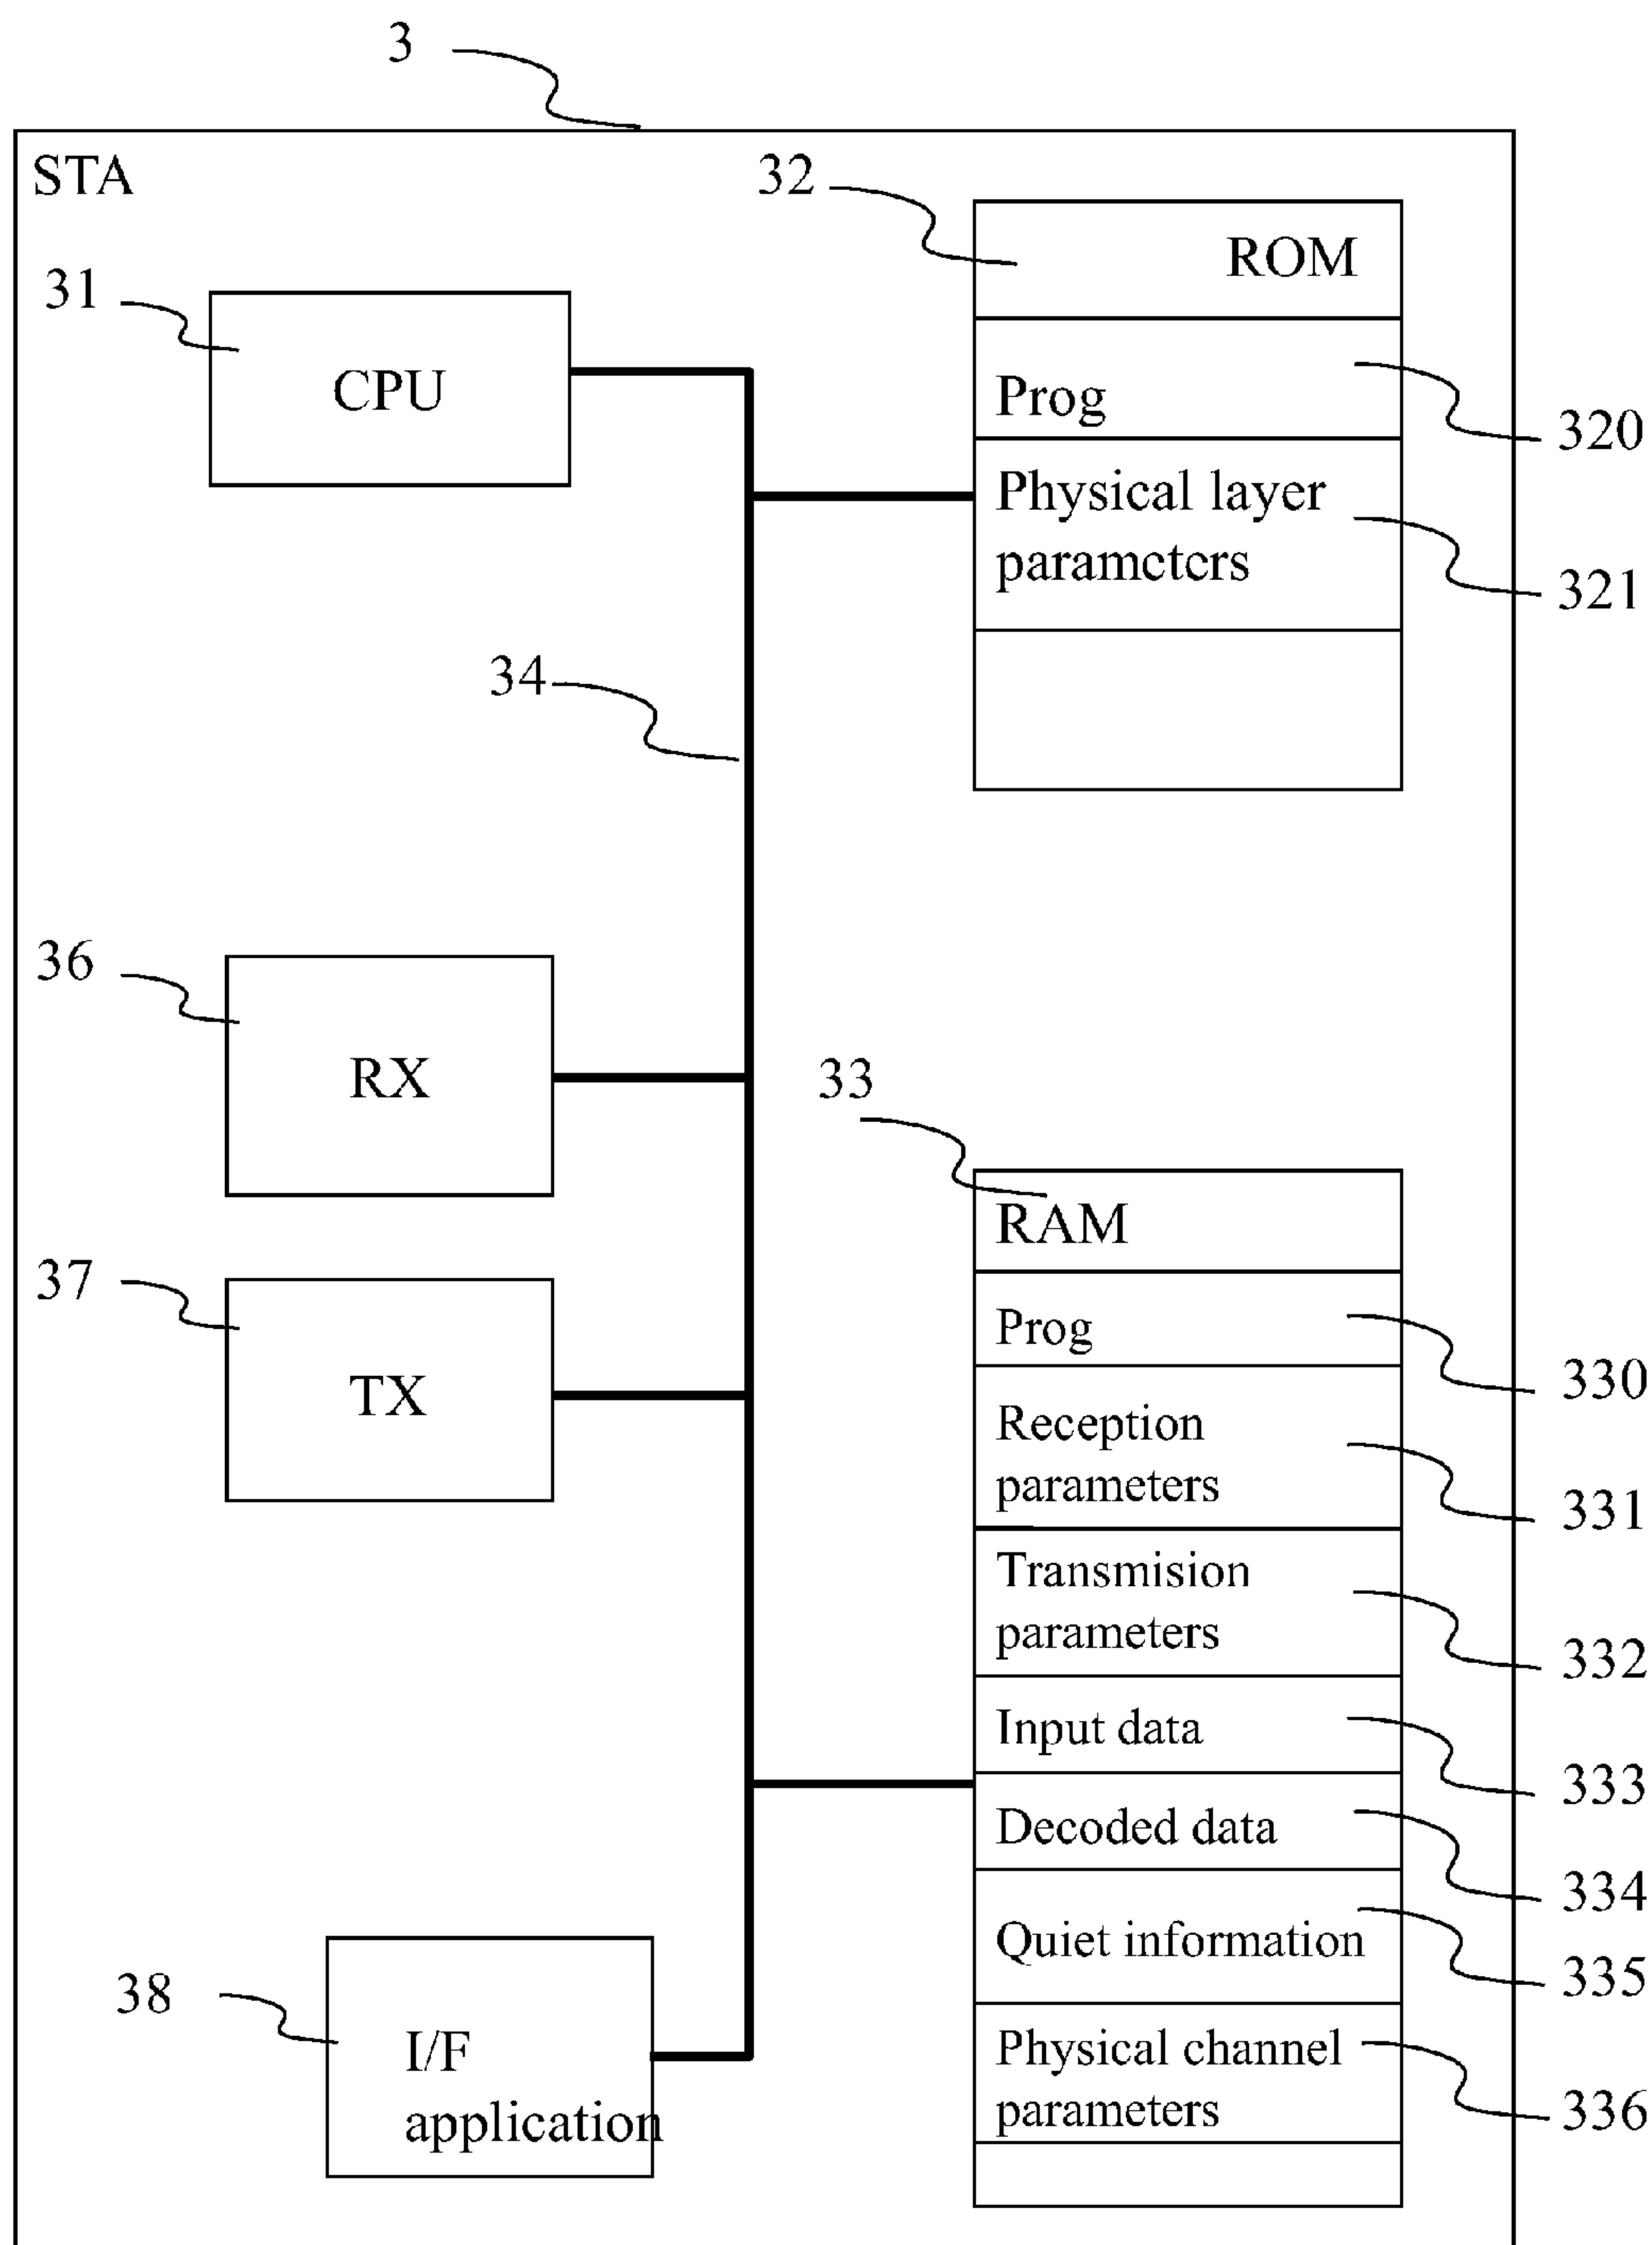 3
STA
32
ROM
31
CPU
Prog
320
Physical layer
parameters
321
34
36
RX
33
RAM
37
TX
Prog
330
Reception
parameters
331
Transmision
parameters
332
Input data
333
Decoded data
334
Quiet information
335
38
I/F
application
Physical channel
parameters
336